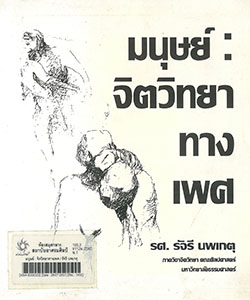 มนุษย์ :
จิตวิทยา
ทาง
เพศ
รศ. รัจรี นพเกตุ
ภาควิชาจิตวิทยา คณะศิลปศาสตร์
มหาวิทยาลัยธรรมศาสตร์